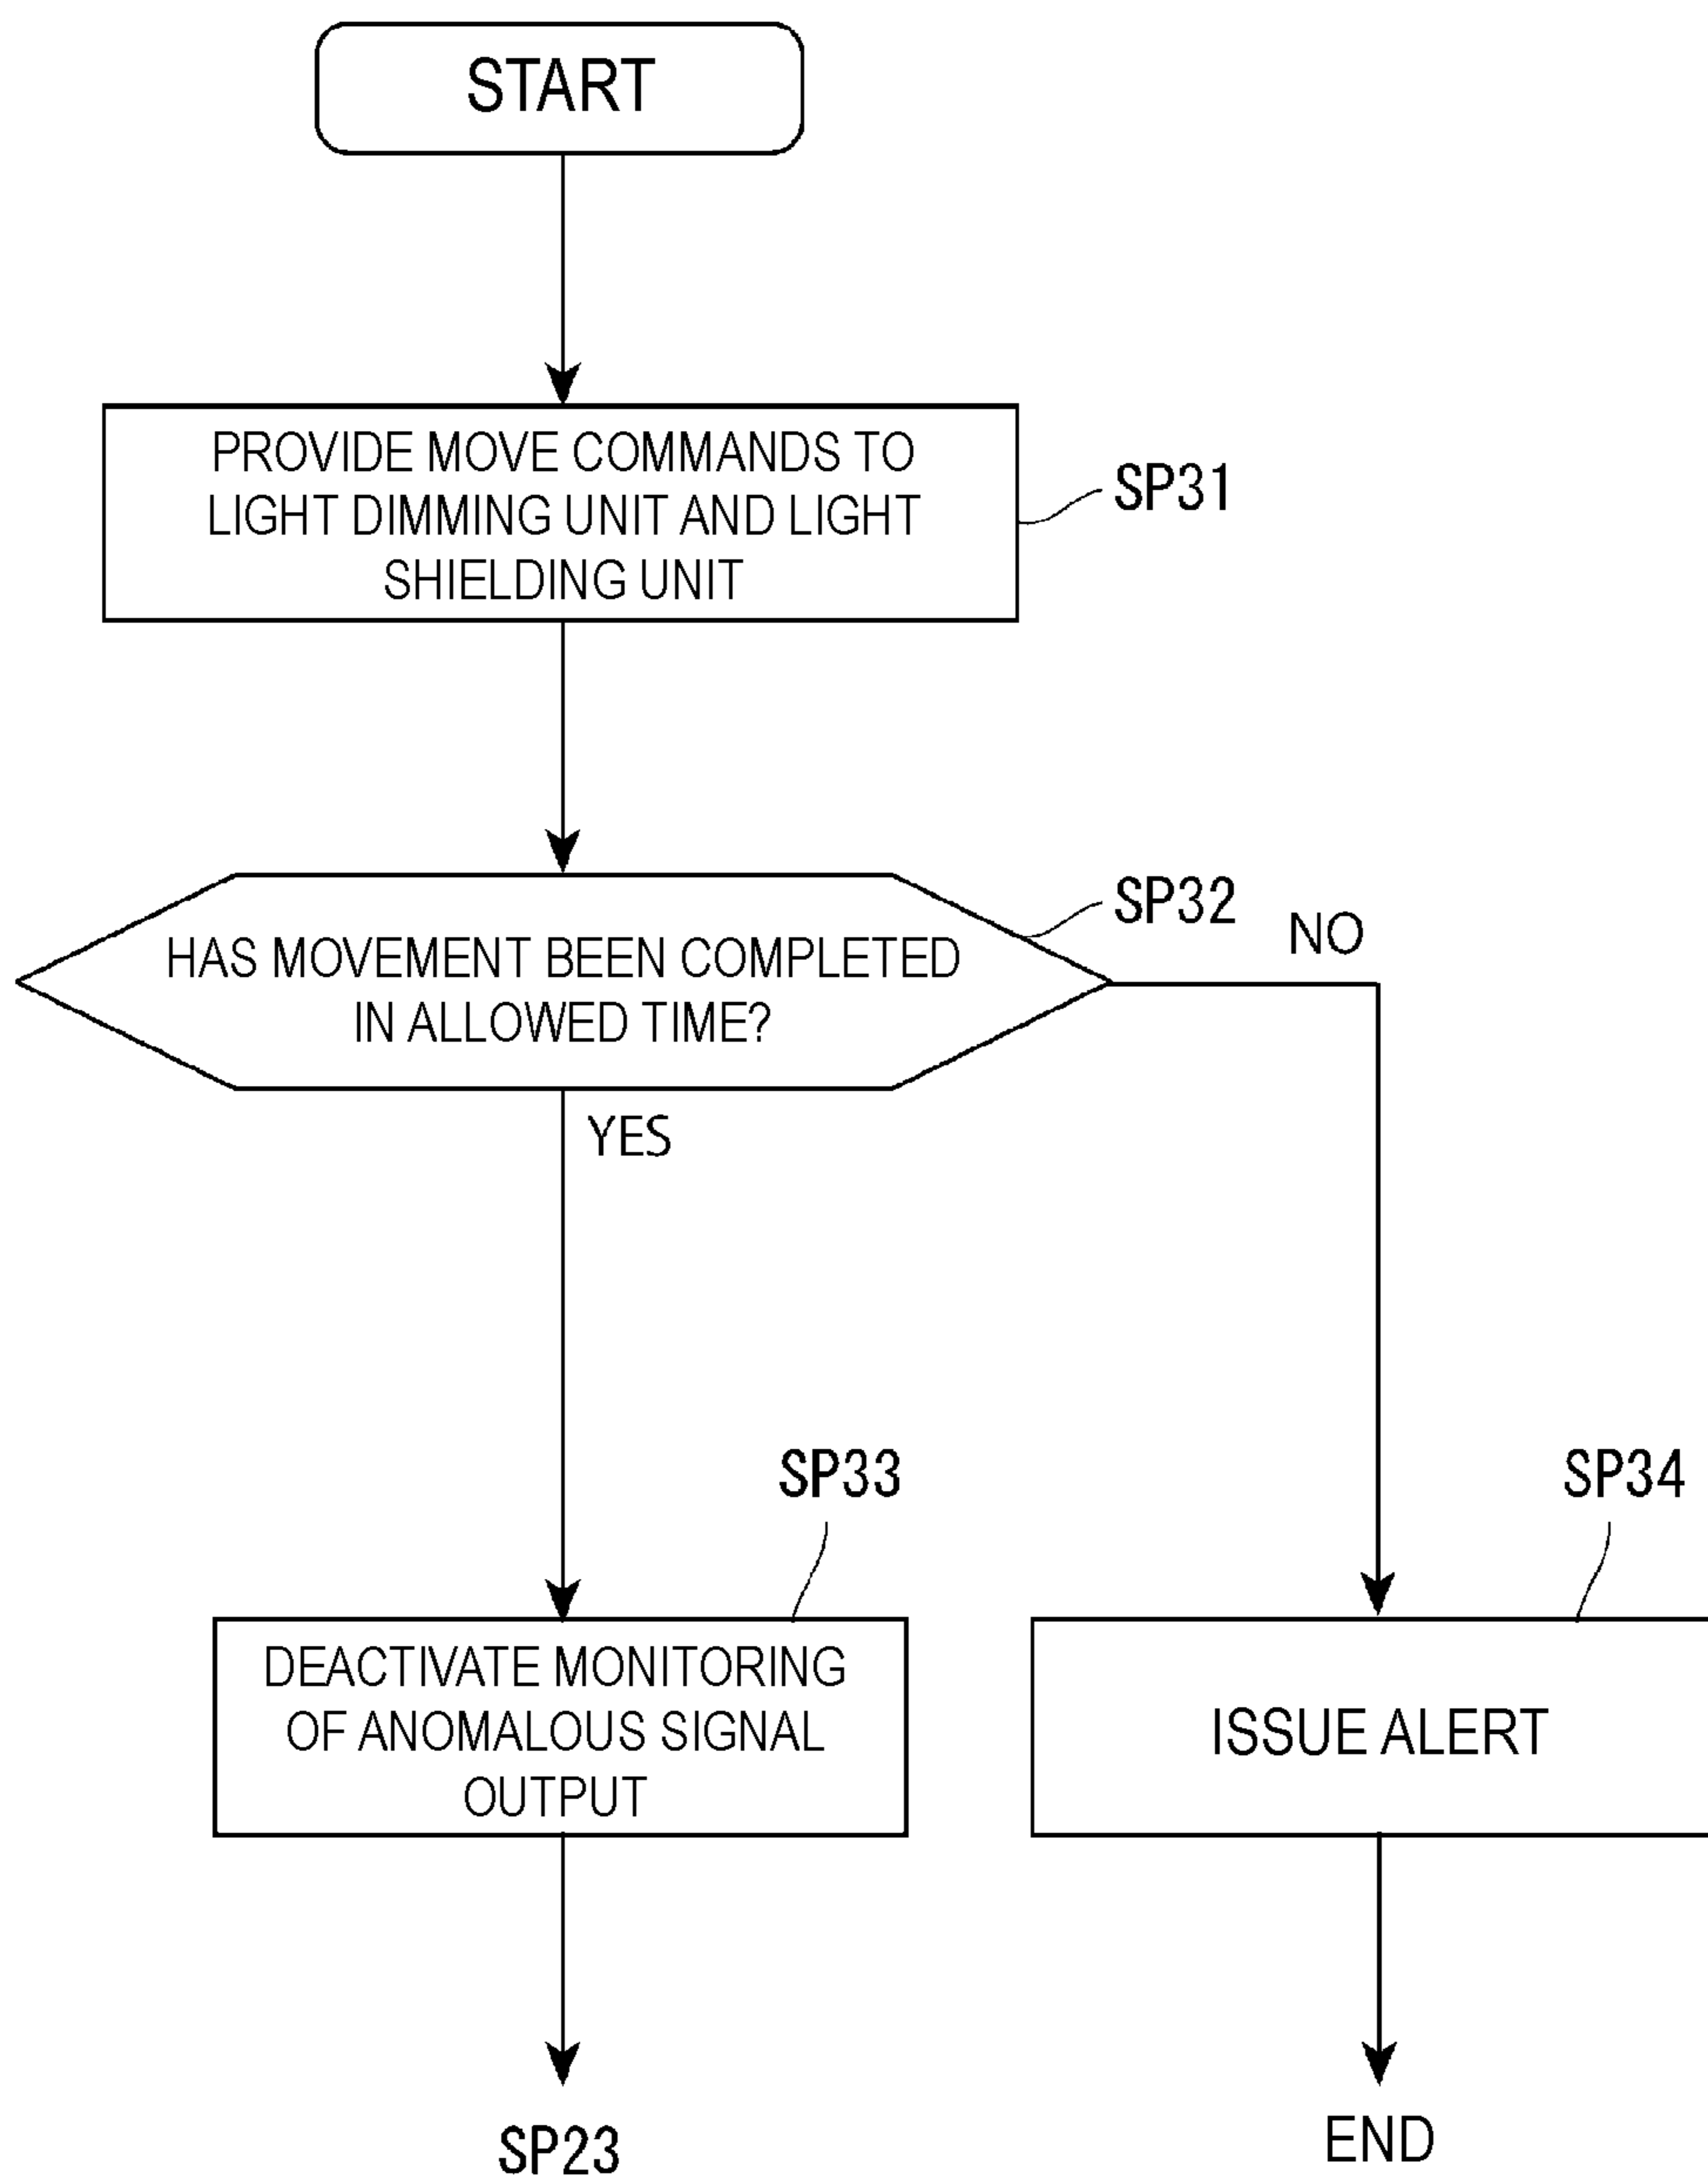 START
PROVIDE MOVE COMMANDS TO
LIGHT DIMMING UNIT AND LIGHT
SHIELDING UNIT
SP31
HAS MOVEMENT BEEN COMPLETED
IN ALLOWED TIME?
SP32
NO
YES
SP33
DEACTIVATE MONITORING
OF ANOMALOUS SIGNAL
OUTPUT
SP34
ISSUE ALERT
SP23
END